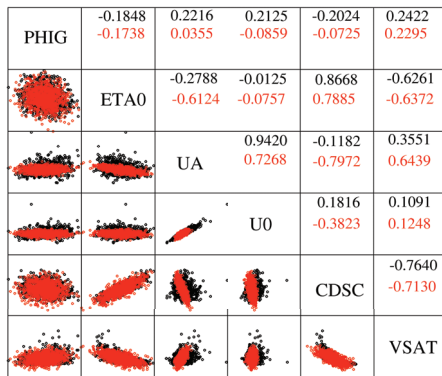 -0.1848 0.2216 0.2125 -0.2024 0.2422
PHIG -0.1738 0.0355 -0.0859 -0.0725 0.2295
-0.2788 -0.0125 0.8668 -0.6261
ETA0 -0.6124 -0.0757 0.7885 -0.6372
0.9420 -0.1182 0.3551
UA 0.7268 -0.7972 0.6439
0.1816 0.1091
U0 -0.3823 0.1248
-0.7640
CDSC -0.7130
VSAT